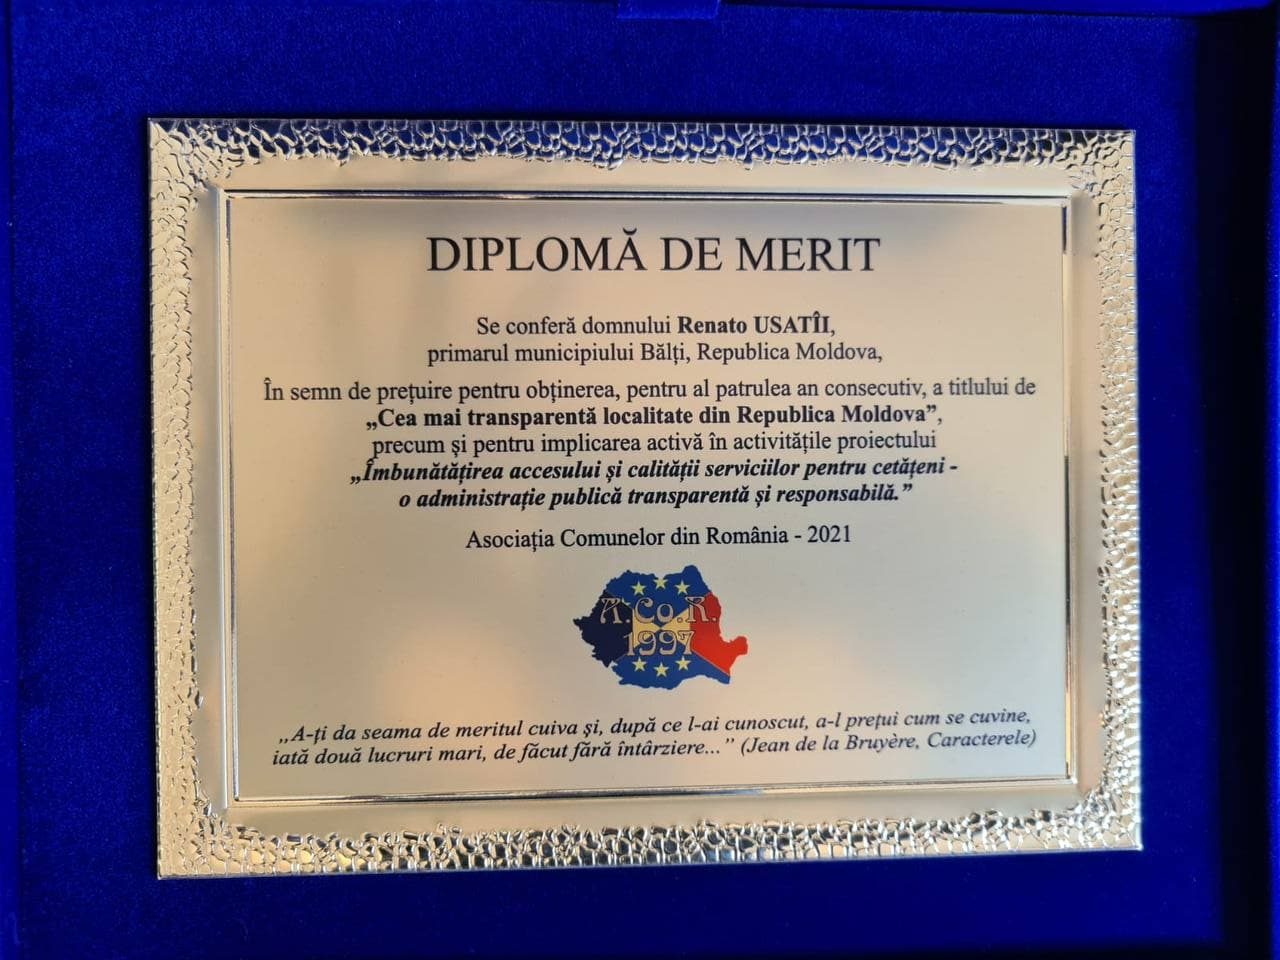 DIPLOMĂ DE MERIT
Se conferă domnului Renato USATÎI,
primarul municipiului Bălți, Republica Moldova,
În semn de prețuire pentru obținerea, pentru al patrulea an consecutiv, a titlului de
„Cea mai transparentă localitate din Republica Moldova”,
precum și pentru implicarea activă în activitățile proiectului
„Îmbunătățirea accesului și calității serviciilor pentru cetățeni -
o administrație publică transparentă și responsabilă.”
Asociația Comunelor din România - 2021
A.Co.R.
1997
„A-ți da seama de meritul cuiva și, după ce l-ai cunoscut, a-l prețui cum se cuvine,
iată două lucruri mari, de făcut fără întârziere...” (Jean de la Bruyère, Caracterele)